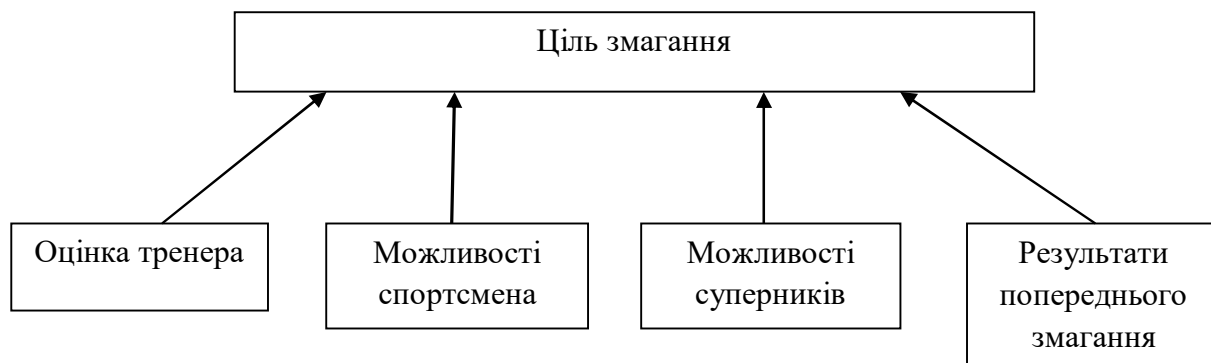 Ціль змагання
Оцінка тренера
Можливості
спортсмена
Можливості
суперників
Результати
попереднього
змагання